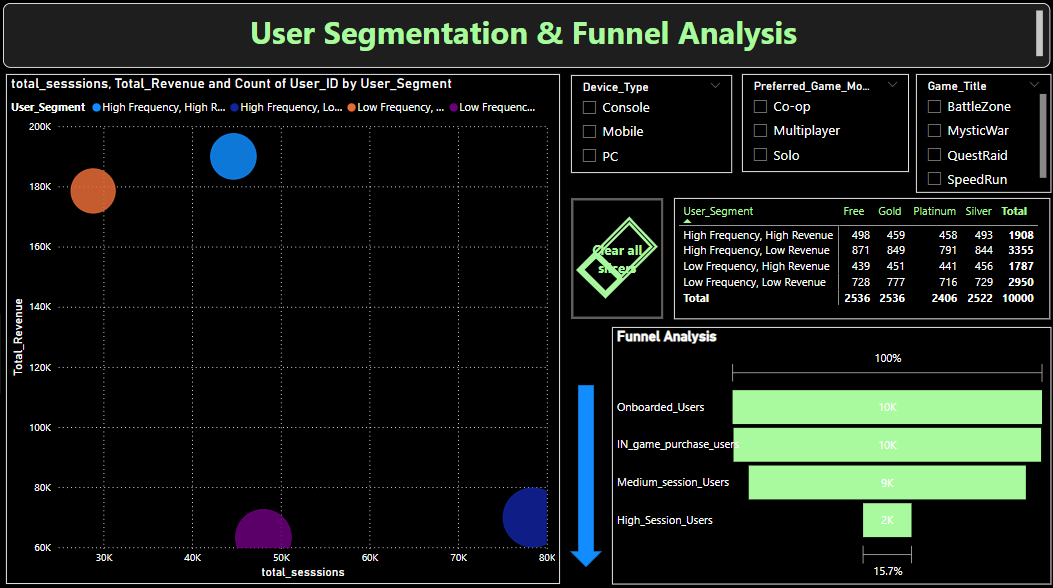 User Segmentation & Funnel Analysis
total_sesssions, Total_Revenue and Count of User_ID by User_Segment
User_Segment High Frequency, High R... High Frequency, Lo... Low Frequency, ... Low Frequenc...
200K
180K
160K
140K
120K
100K
80K
60K
Total_Revenue
30K 40K 50K 60K 70K 80K
total_sesssions
Device_Type
Console
Mobile
PC
Preferred_Game_Mo...
Co-op
Multiplayer
Solo
Game_Title
BattleZone
MysticWar
QuestRaid
SpeedRun
Clear all
slicers
User_Segment Free Gold Platinum Silver Total
High Frequency, High Revenue 498 459 458 493 1908
High Frequency, Low Revenue 871 849 791 844 3355
Low Frequency, High Revenue 439 451 441 456 1787
Low Frequency, Low Revenue 728 777 716 729 2950
Total 2536 2536 2406 2522 10000
Funnel Analysis
100%
Onboarded_Users 10K
IN_game_purchase_users 10K
Medium_session_Users 9K
High_Session_Users 2K
15.7%